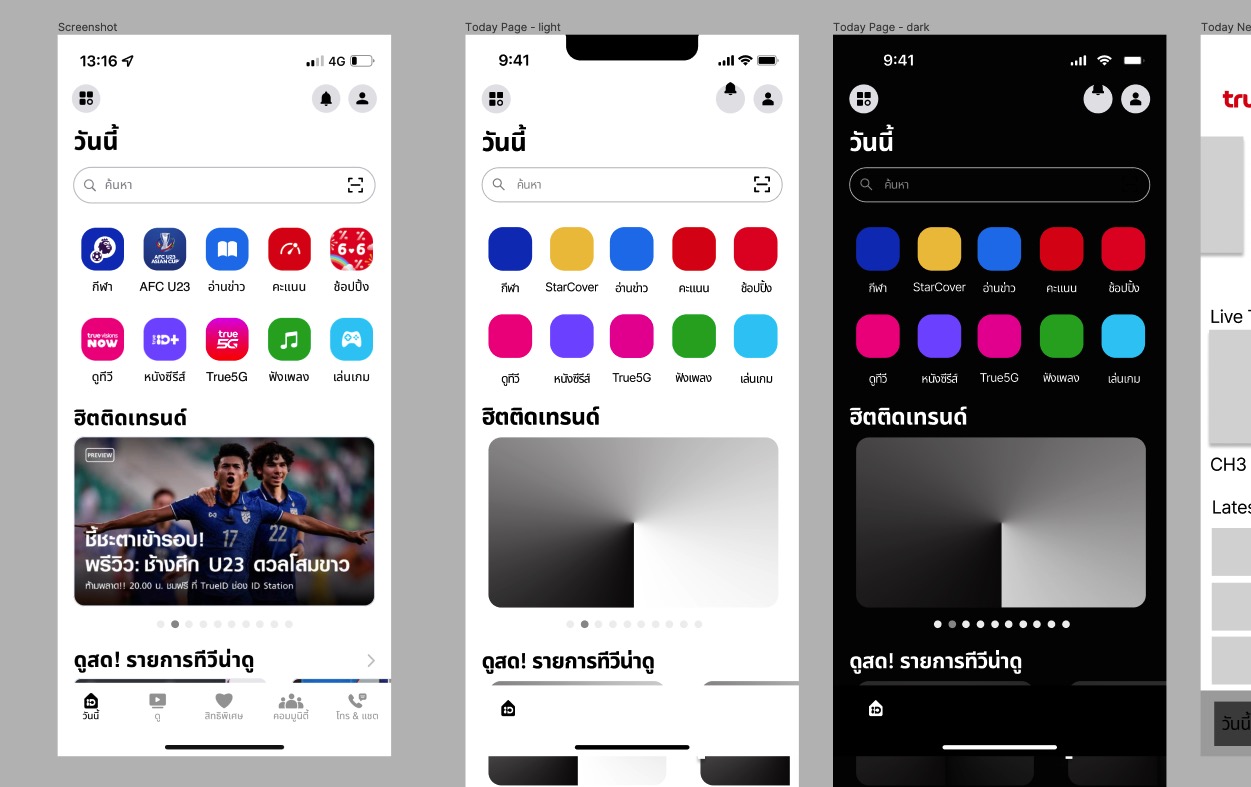 Screenshot
13:16
4G
วันนี้
ค้นหา
กีฬา
AFC U23 ASIAN CUP
AFC U23
อ่านข่าว
คะแนน
6 6
ช้อปปิ้ง
true visions NOW
ดูทีวี
ID+
หนังซีรีส์
true 5G
True5G
ฟังเพลง
เล่นเกม
ฮิตติดเทรนด์
PREVIEW
17
22
ชี้ชะตาเข้ารอบ!
พรีวิว: ช้างศึก U23 ดวลโสมขาว
ห้ามพลาด!! 20.00 น. ชมฟรี ที่ TrueID ช่อง ID Station
ดูสด! รายการทีวีน่าดู
วันนี้
ดู
สิทธิพิเศษ
คอมมูนิตี้
โทร & แชต
Today Page - light
9:41
วันนี้
ค้นหา
กีฬา
StarCover
อ่านข่าว
คะแนน
ช้อปปิ้ง
ดูทีวี
หนังซีรีส์
True5G
ฟังเพลง
เล่นเกม
ฮิตติดเทรนด์
ดูสด! รายการทีวีน่าดู
Today Page - dark
9:41
วันนี้
ค้นหา
กีฬา
StarCover
อ่านข่าว
คะแนน
ช้อปปิ้ง
ดูทีวี
หนังซีรีส์
True5G
ฟังเพลง
เล่นเกม
ฮิตติดเทรนด์
ดูสด! รายการทีวีน่าดู
Today Ne
tru
Live T
CH3
Lates
วันนี้